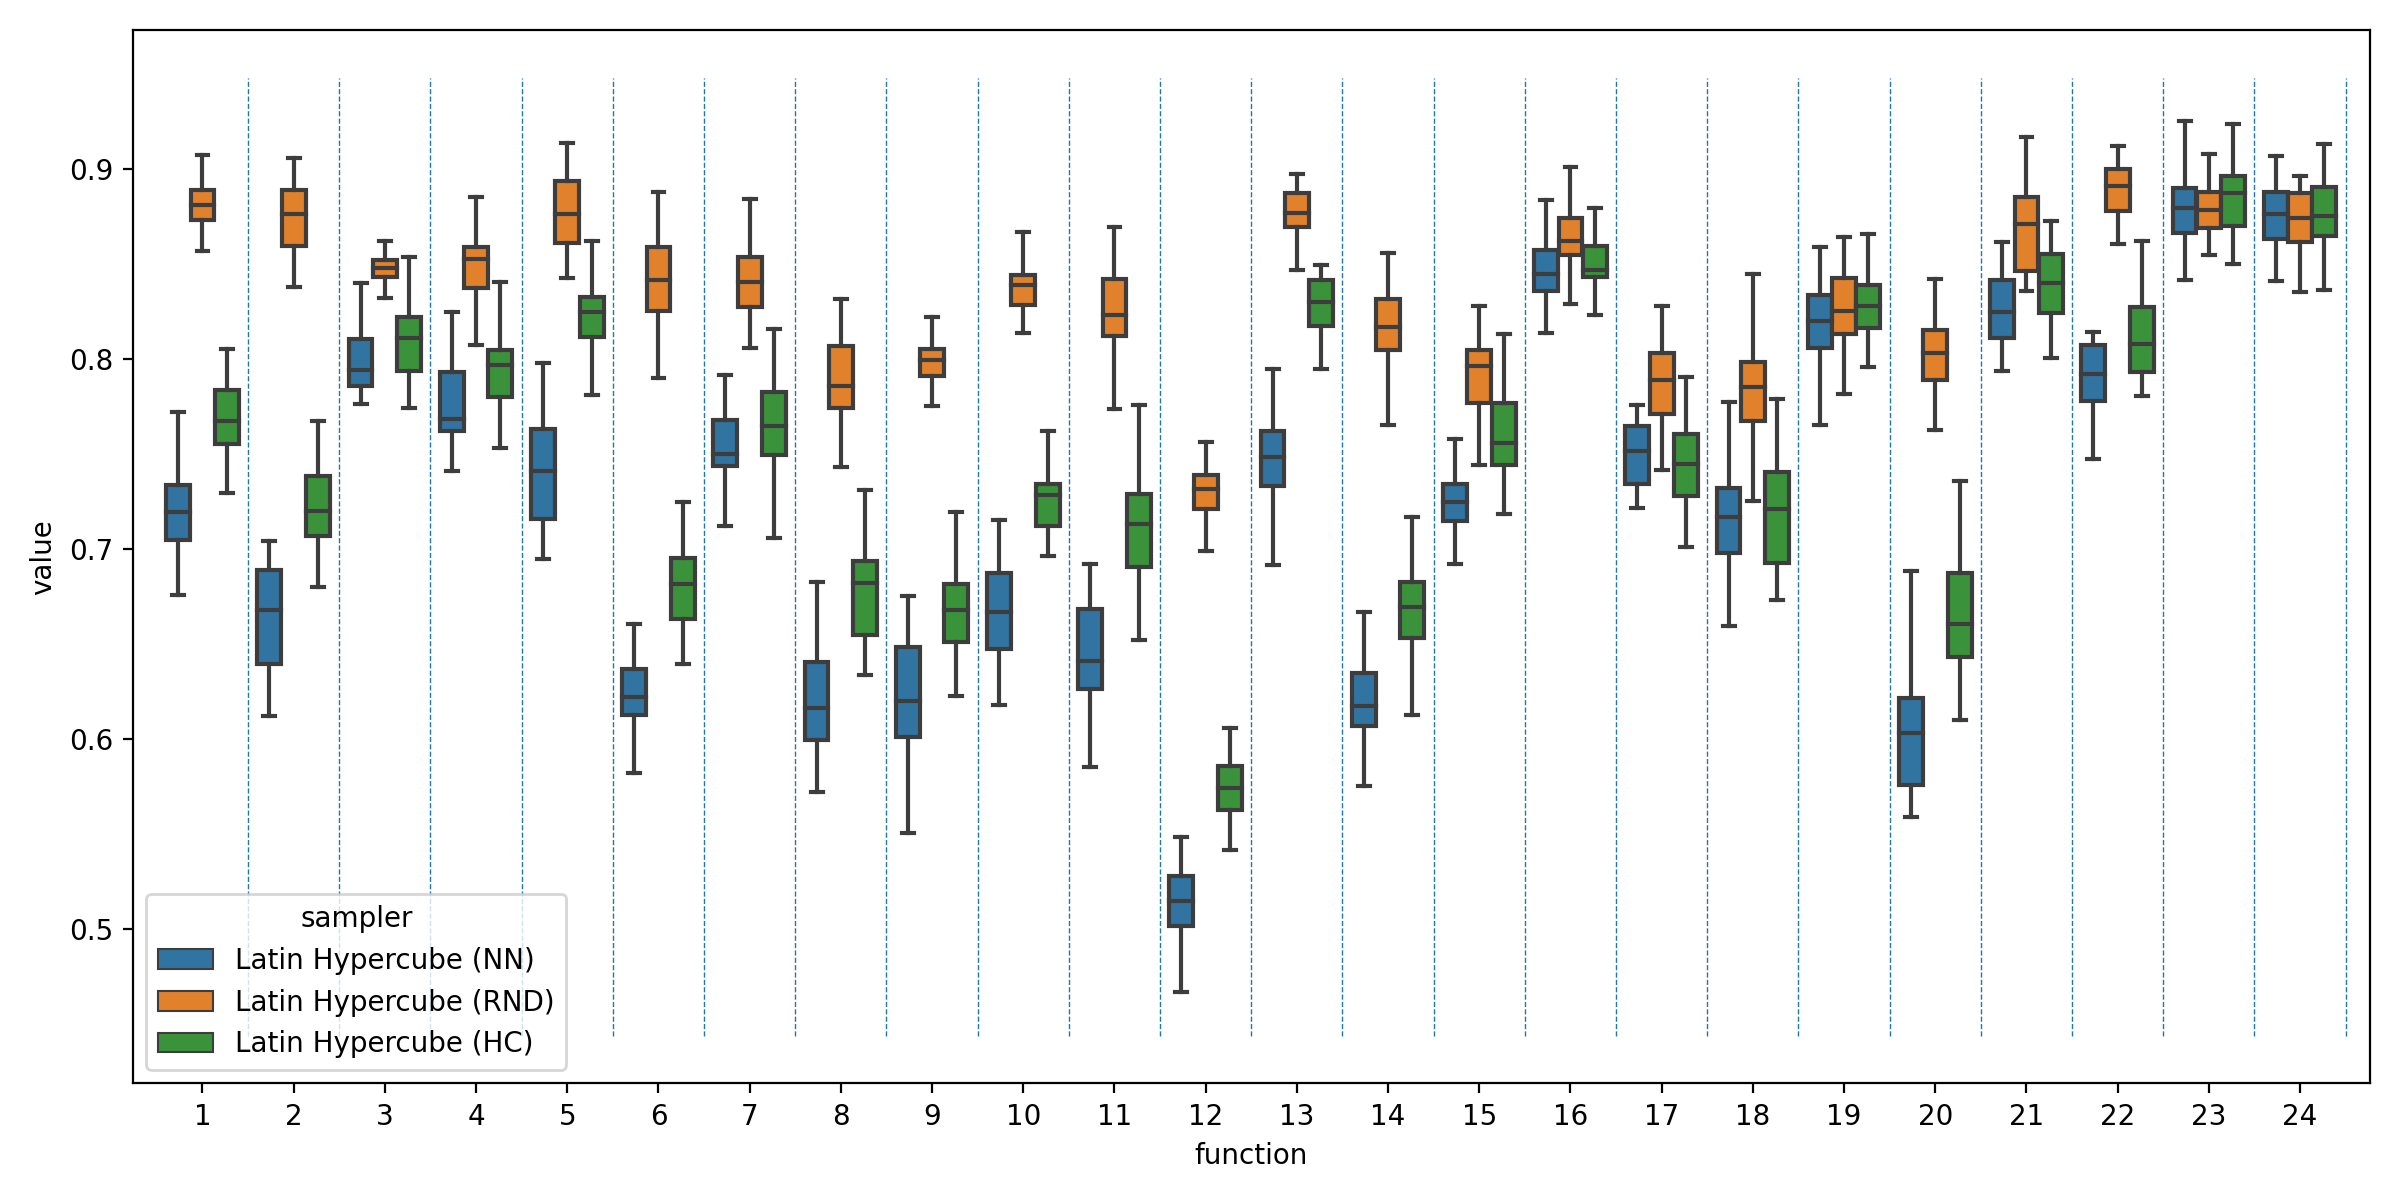 value
0.9
0.8
0.7
0.6
0.5
sampler
Latin Hypercube (NN)
Latin Hypercube (RND)
Latin Hypercube (HC)
1 2 3 4 5 6 7 8 9 10 11 12 13 14 15 16 17 18 19 20 21 22 23 24
function